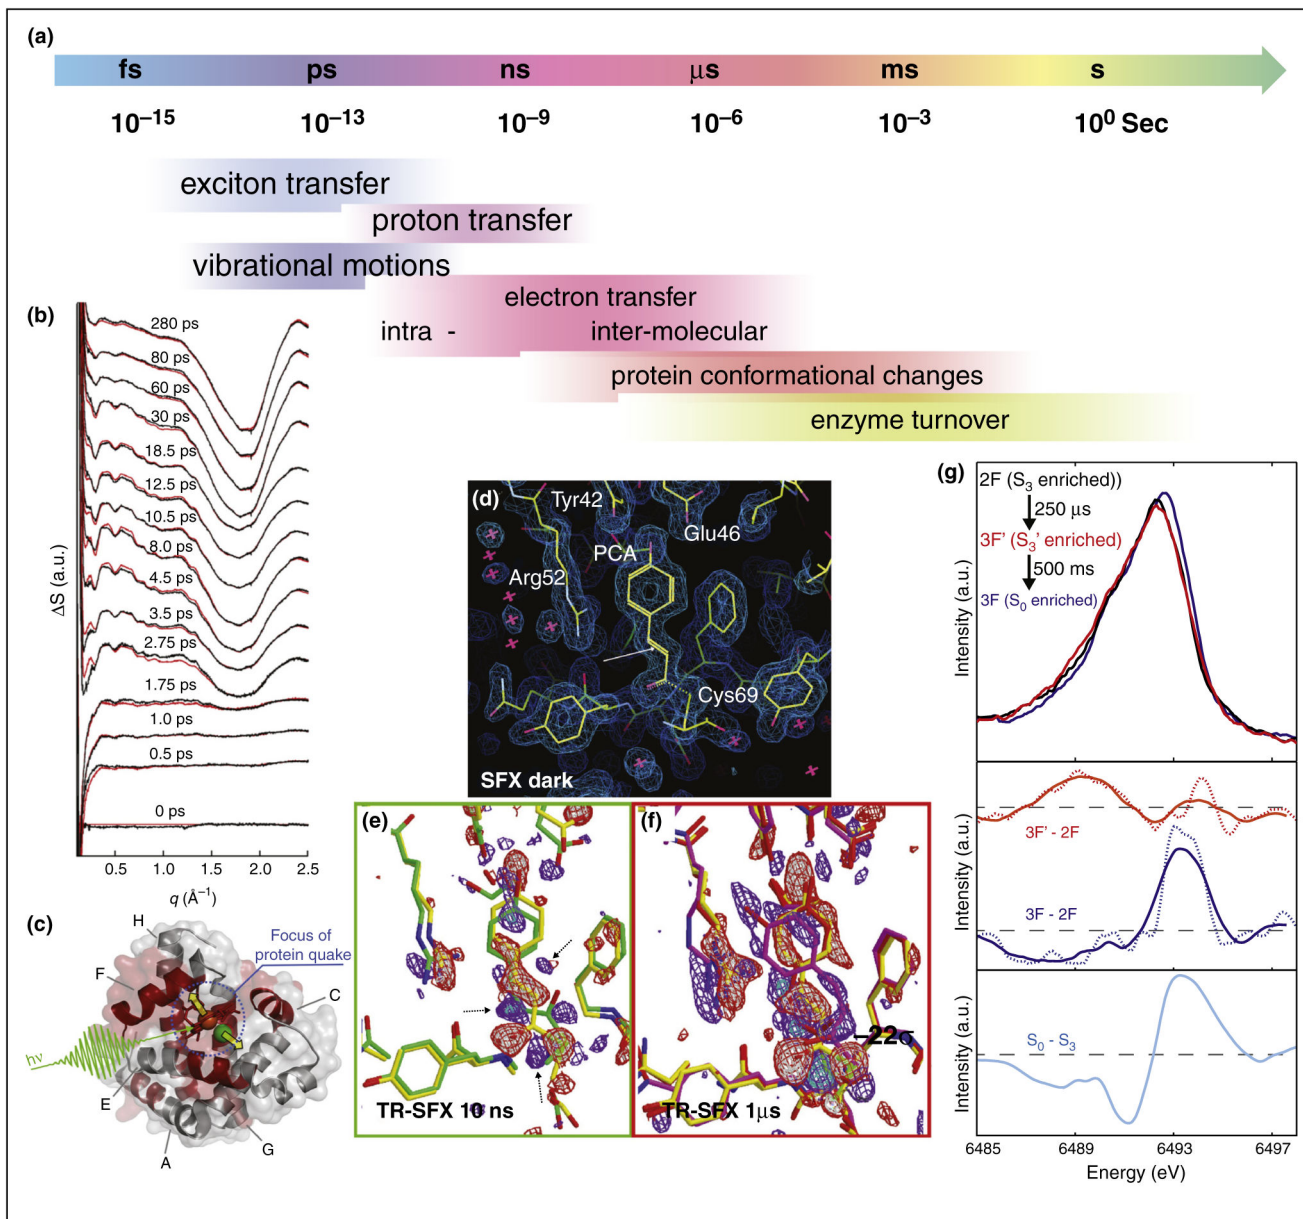 (a)
fs ps ns μs ms s
10⁻¹⁵ 10⁻¹³ 10⁻⁹ 10⁻⁶ 10⁻³ 10⁰ Sec
exciton transfer
proton transfer
vibrational motions
electron transfer
intra - inter-molecular
protein conformational changes
enzyme turnover
(b)
280 ps
80 ps
60 ps
30 ps
18.5 ps
12.5 ps
10.5 ps
8.0 ps
4.5 ps
3.5 ps
2.75 ps
1.75 ps
1.0 ps
0.5 ps
0 ps
ΔS (a.u.)
0.5 1.0 1.5 2.0 2.5
q (Å⁻¹)
(c)
H
Focus of
protein quake
F
C
hν
E
A
G
(d)
Tyr42
Glu46
PCA
Arg52
Cys69
SFX dark
(e)
TR-SFX 10 ns
(f)
–22σ
TR-SFX 1μs
(g)
2F (S₃ enriched))
250 μs
3F' (S₃' enriched)
500 ms
3F (S₀ enriched)
Intensity (a.u.)
3F' - 2F
3F - 2F
Intensity (a.u.)
S₀ - S₃
Intensity (a.u.)
6485 6489 6493 6497
Energy (eV)